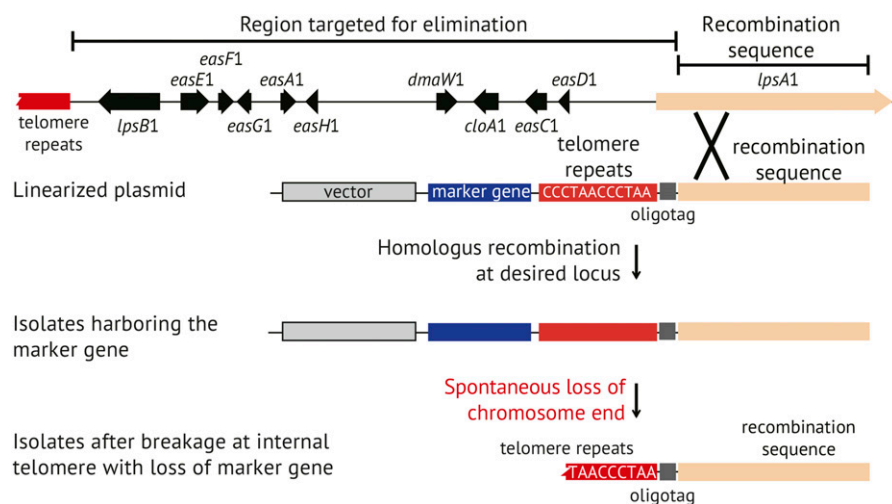 Region targeted for elimination
Recombination
sequence
easF1
easE1
easA1
dmaW1
easD1
lpsA1
telomere
repeats
lpsB1
easG1
easH1
cloA1
easC1
telomere
repeats
recombination
sequence
Linearized plasmid
vector
marker gene
CCCTAACCCTAA
oligotag
Homologus recombination
at desired locus
Isolates harboring the
marker gene
Spontaneous loss of
chromosome end
Isolates after breakage at internal
telomere with loss of marker gene
telomere repeats
recombination
sequence
TAACCCTAA
oligotag